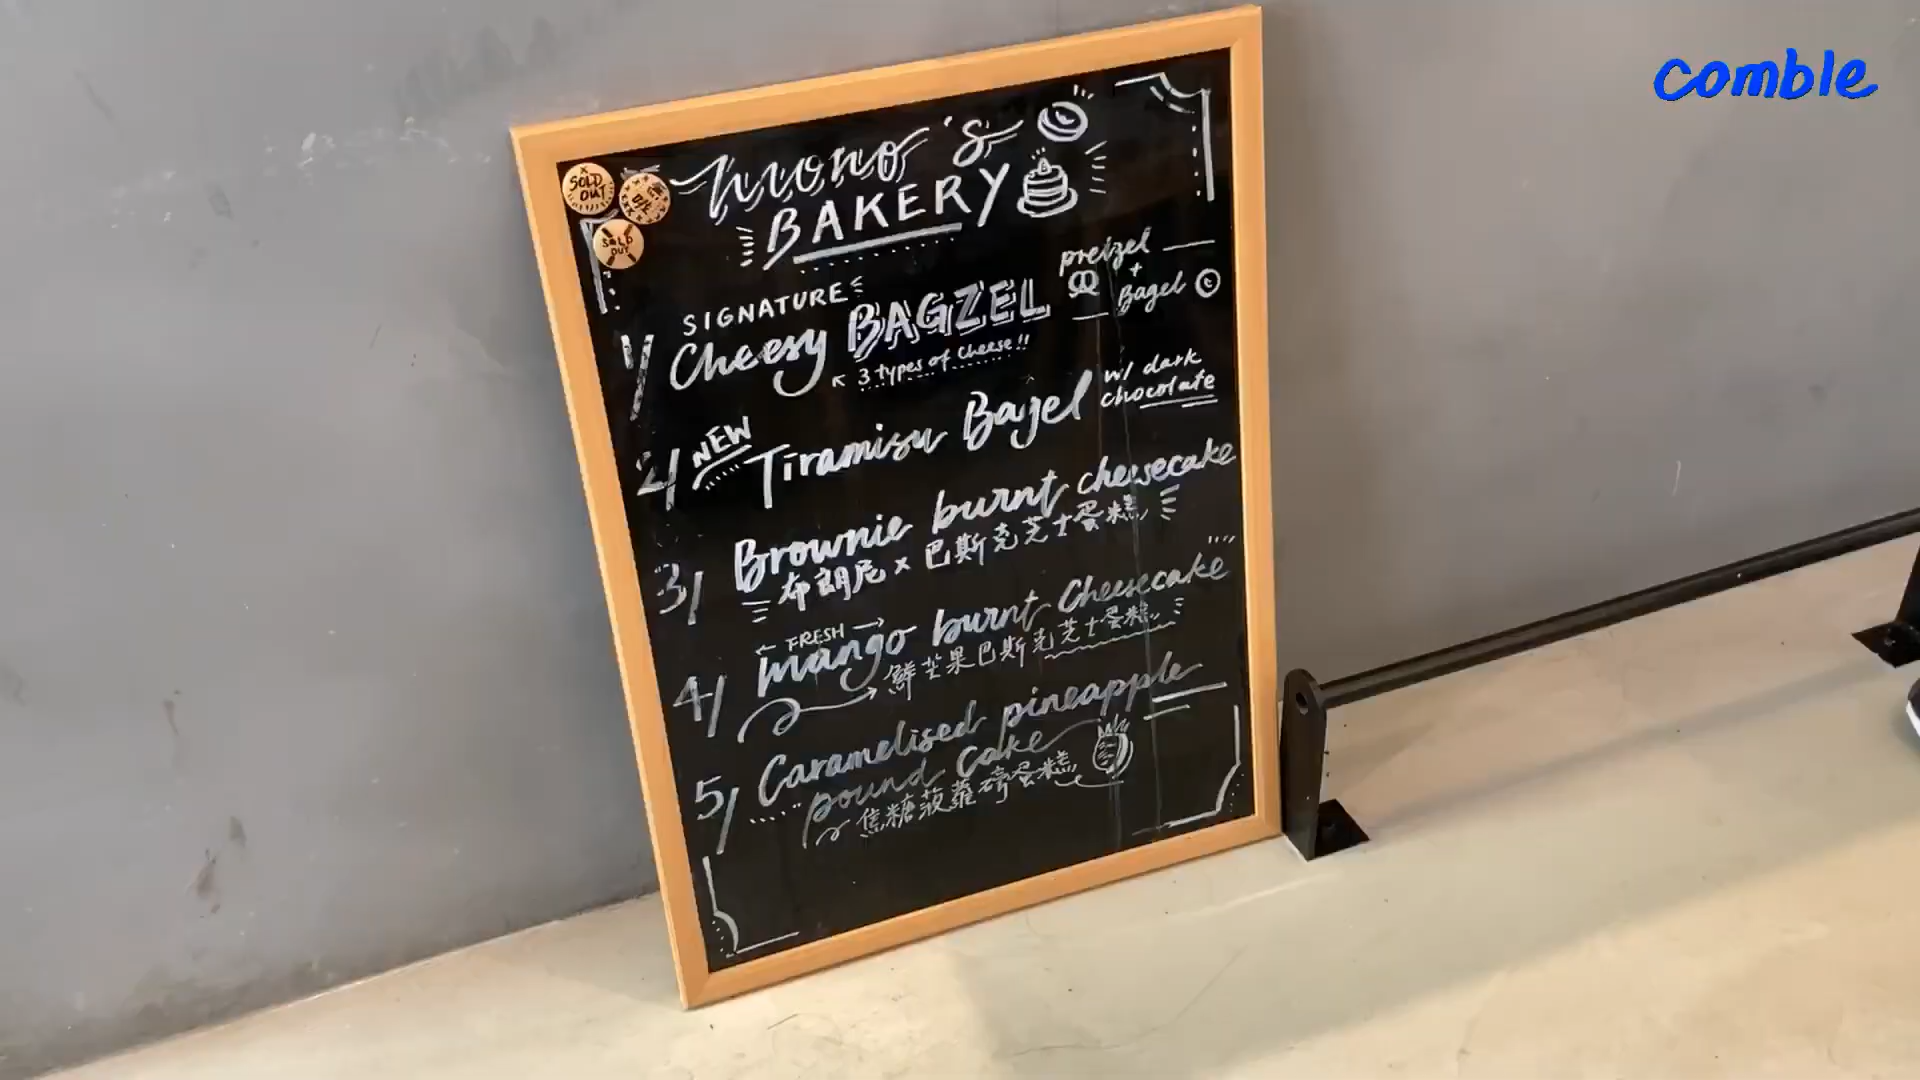 comble
SOLD OUT
SOLD OUT
mono's
BAKERY
SIGNATURE
1/ Cheesy BAGZEL
pretzel + Bagel
3 types of cheese!!
2/ NEW Tiramisu Bagel w/ dark chocolate
3/ Brownie burnt cheesecake
布朗尼 x 巴斯克芝士蛋糕
FRESH
4/ Mango burnt Cheesecake
鮮芒果巴斯克芝士蛋糕
5/ Caramelised pineapple
pound cake
焦糖菠蘿磅蛋糕